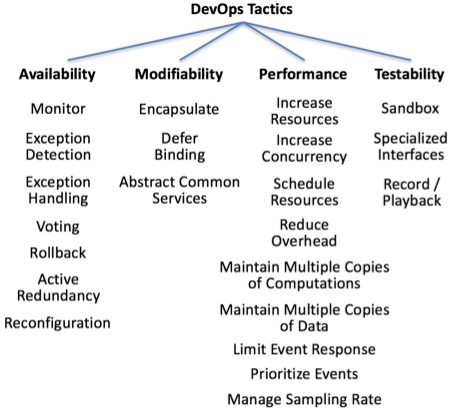 DevOps Tactics
Availability
Monitor
Exception
Detection
Exception
Handling
Voting
Rollback
Active
Redundancy
Reconfiguration
Modifiability
Encapsulate
Defer
Binding
Abstract Common
Services
Performance
Increase
Resources
Increase
Concurrency
Schedule
Resources
Reduce
Overhead
Maintain Multiple Copies
of Computations
Maintain Multiple Copies
of Data
Limit Event Response
Prioritize Events
Manage Sampling Rate
Testability
Sandbox
Specialized
Interfaces
Record /
Playback